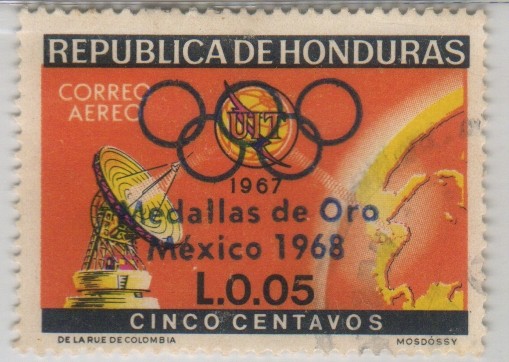 REPUBLICA DE HONDURAS
CORREO
AEREO
UIT
1967
Medallas de Oro
México 1968
L.0.05
CINCO CENTAVOS
DE LA RUE DE COLOMBIA
MOSDÓSSY